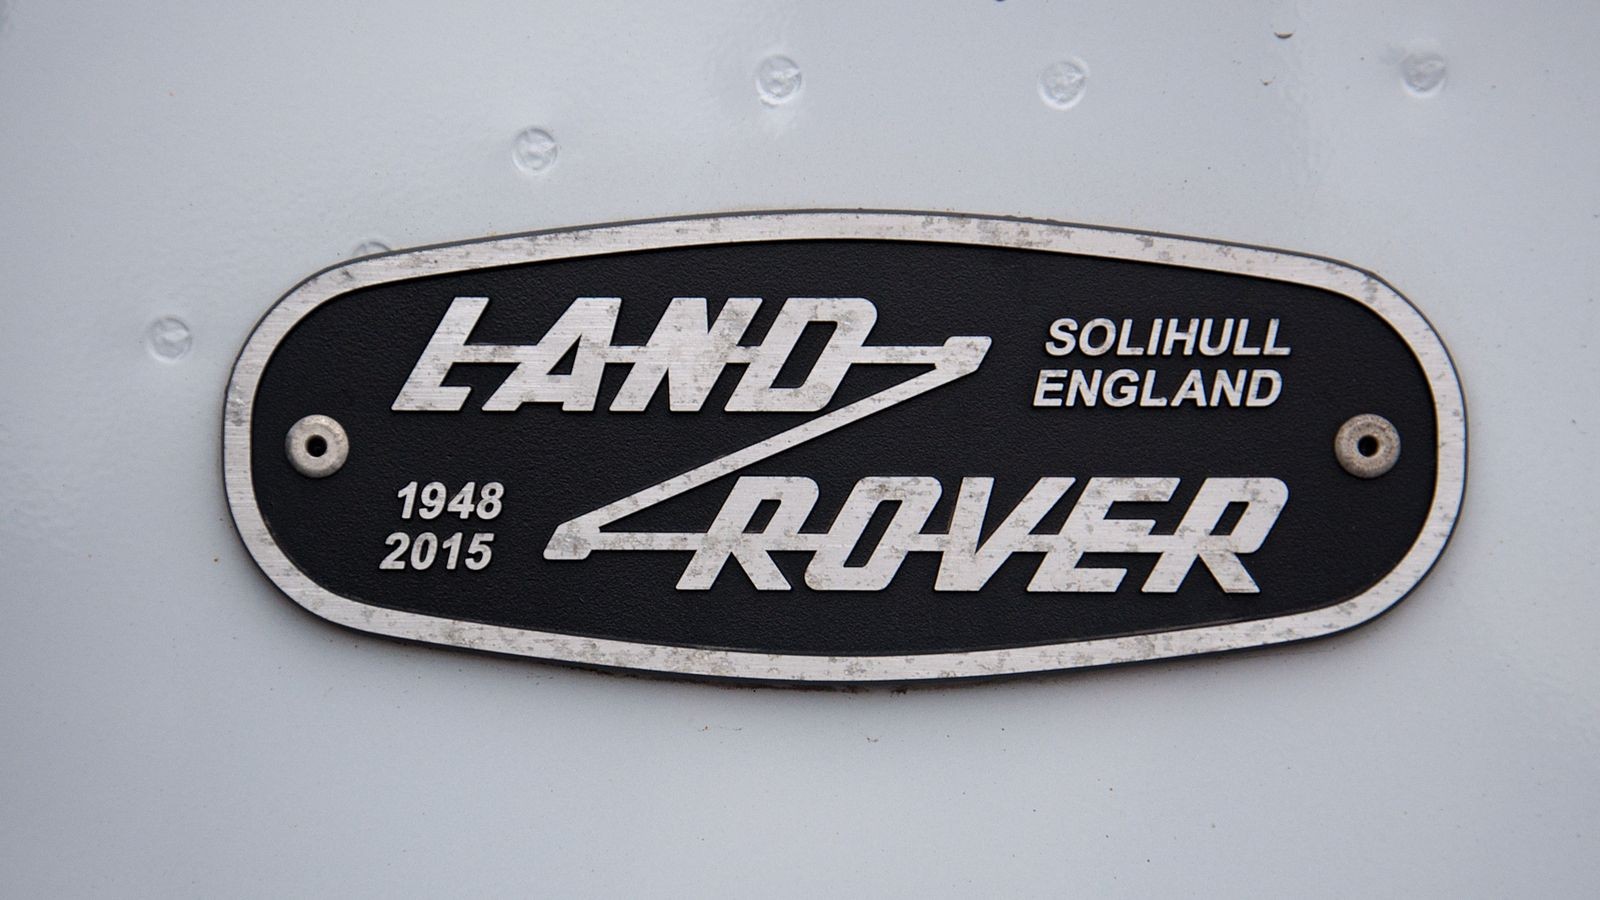 LAND
ROVER
SOLIHULL
ENGLAND
1948
2015